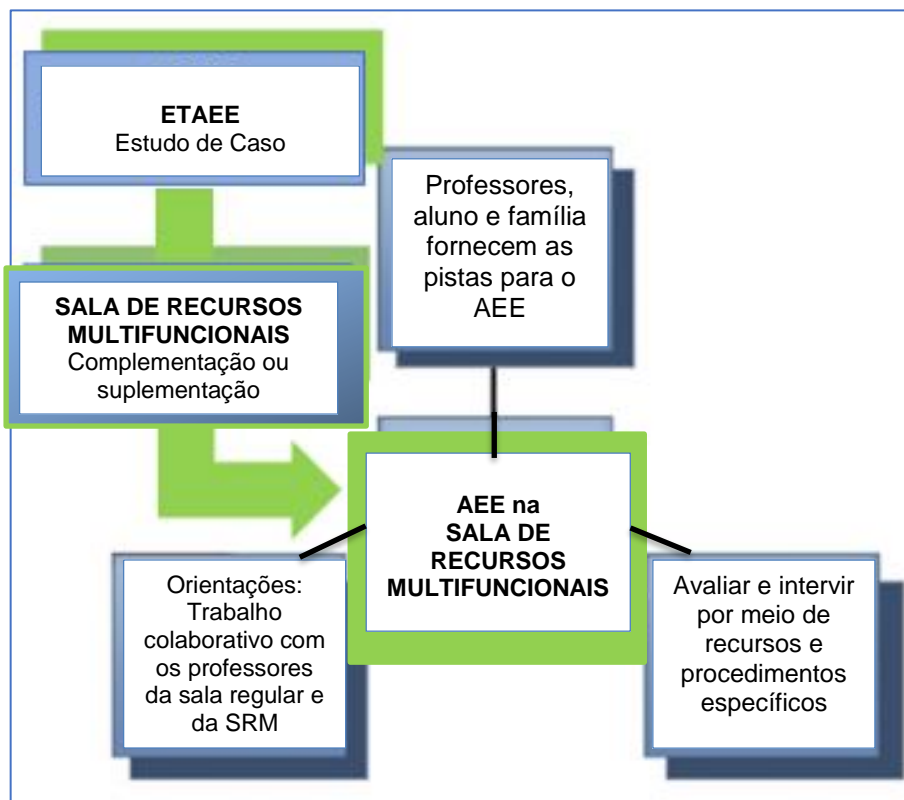 ETAEE
Estudo de Caso
Professores,
aluno e família
fornecem as
pistas para o
AEE
SALA DE RECURSOS
MULTIFUNCIONAIS
Complementação ou
suplementação
AEE na
SALA DE
RECURSOS
MULTIFUNCIONAIS
Orientações:
Trabalho
colaborativo com
os professores
da sala regular e
da SRM
Avaliar e intervir
por meio de
recursos e
procedimentos
específicos